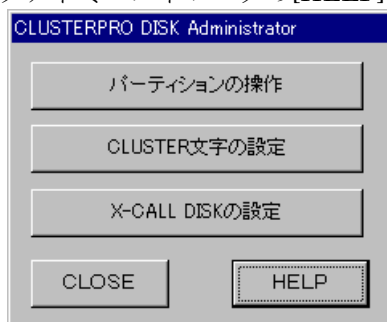 CLUSTERPRO DISK Administrator
パーティションの操作
CLUSTER文字の設定
X-CALL DISKの設定
CLOSE
HELP